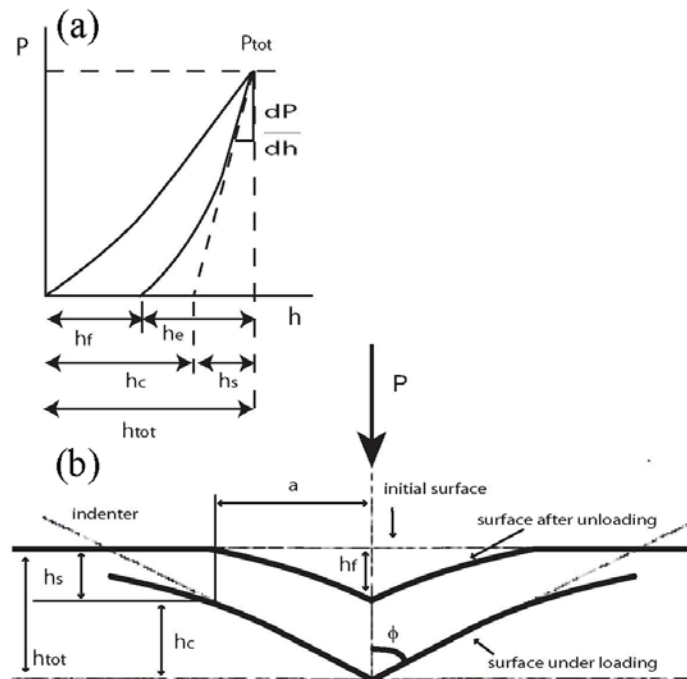 (a)
P
Ptot
dP
dh
hf
he
h
hc
hs
htot
P
(b)
a
initial surface
indenter
surface after unloading
hs
hf
hc
ϕ
htot
surface under loading